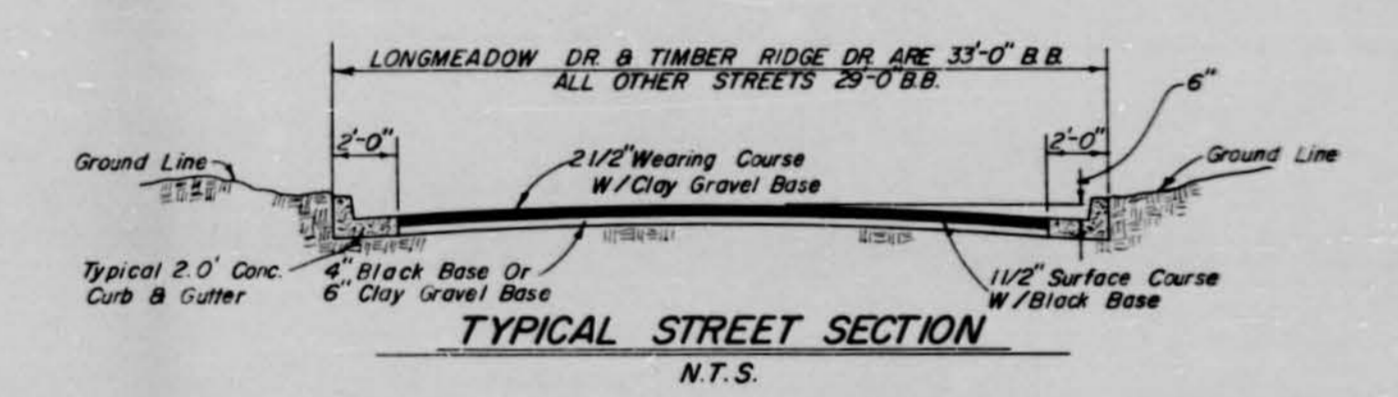 LONGMEADOW DR. & TIMBER RIDGE DR. ARE 33'-0" B.B.
ALL OTHER STREETS 29'-0" B.B.
6"
2'-0"
2'-0"
Ground Line
2 1/2" Wearing Course
W/Clay Gravel Base
Ground Line
Typical 2.0' Conc.
Curb & Gutter
4" Black Base Or
6" Clay Gravel Base
1 1/2" Surface Course
W/Black Base
TYPICAL STREET SECTION
N.T.S.